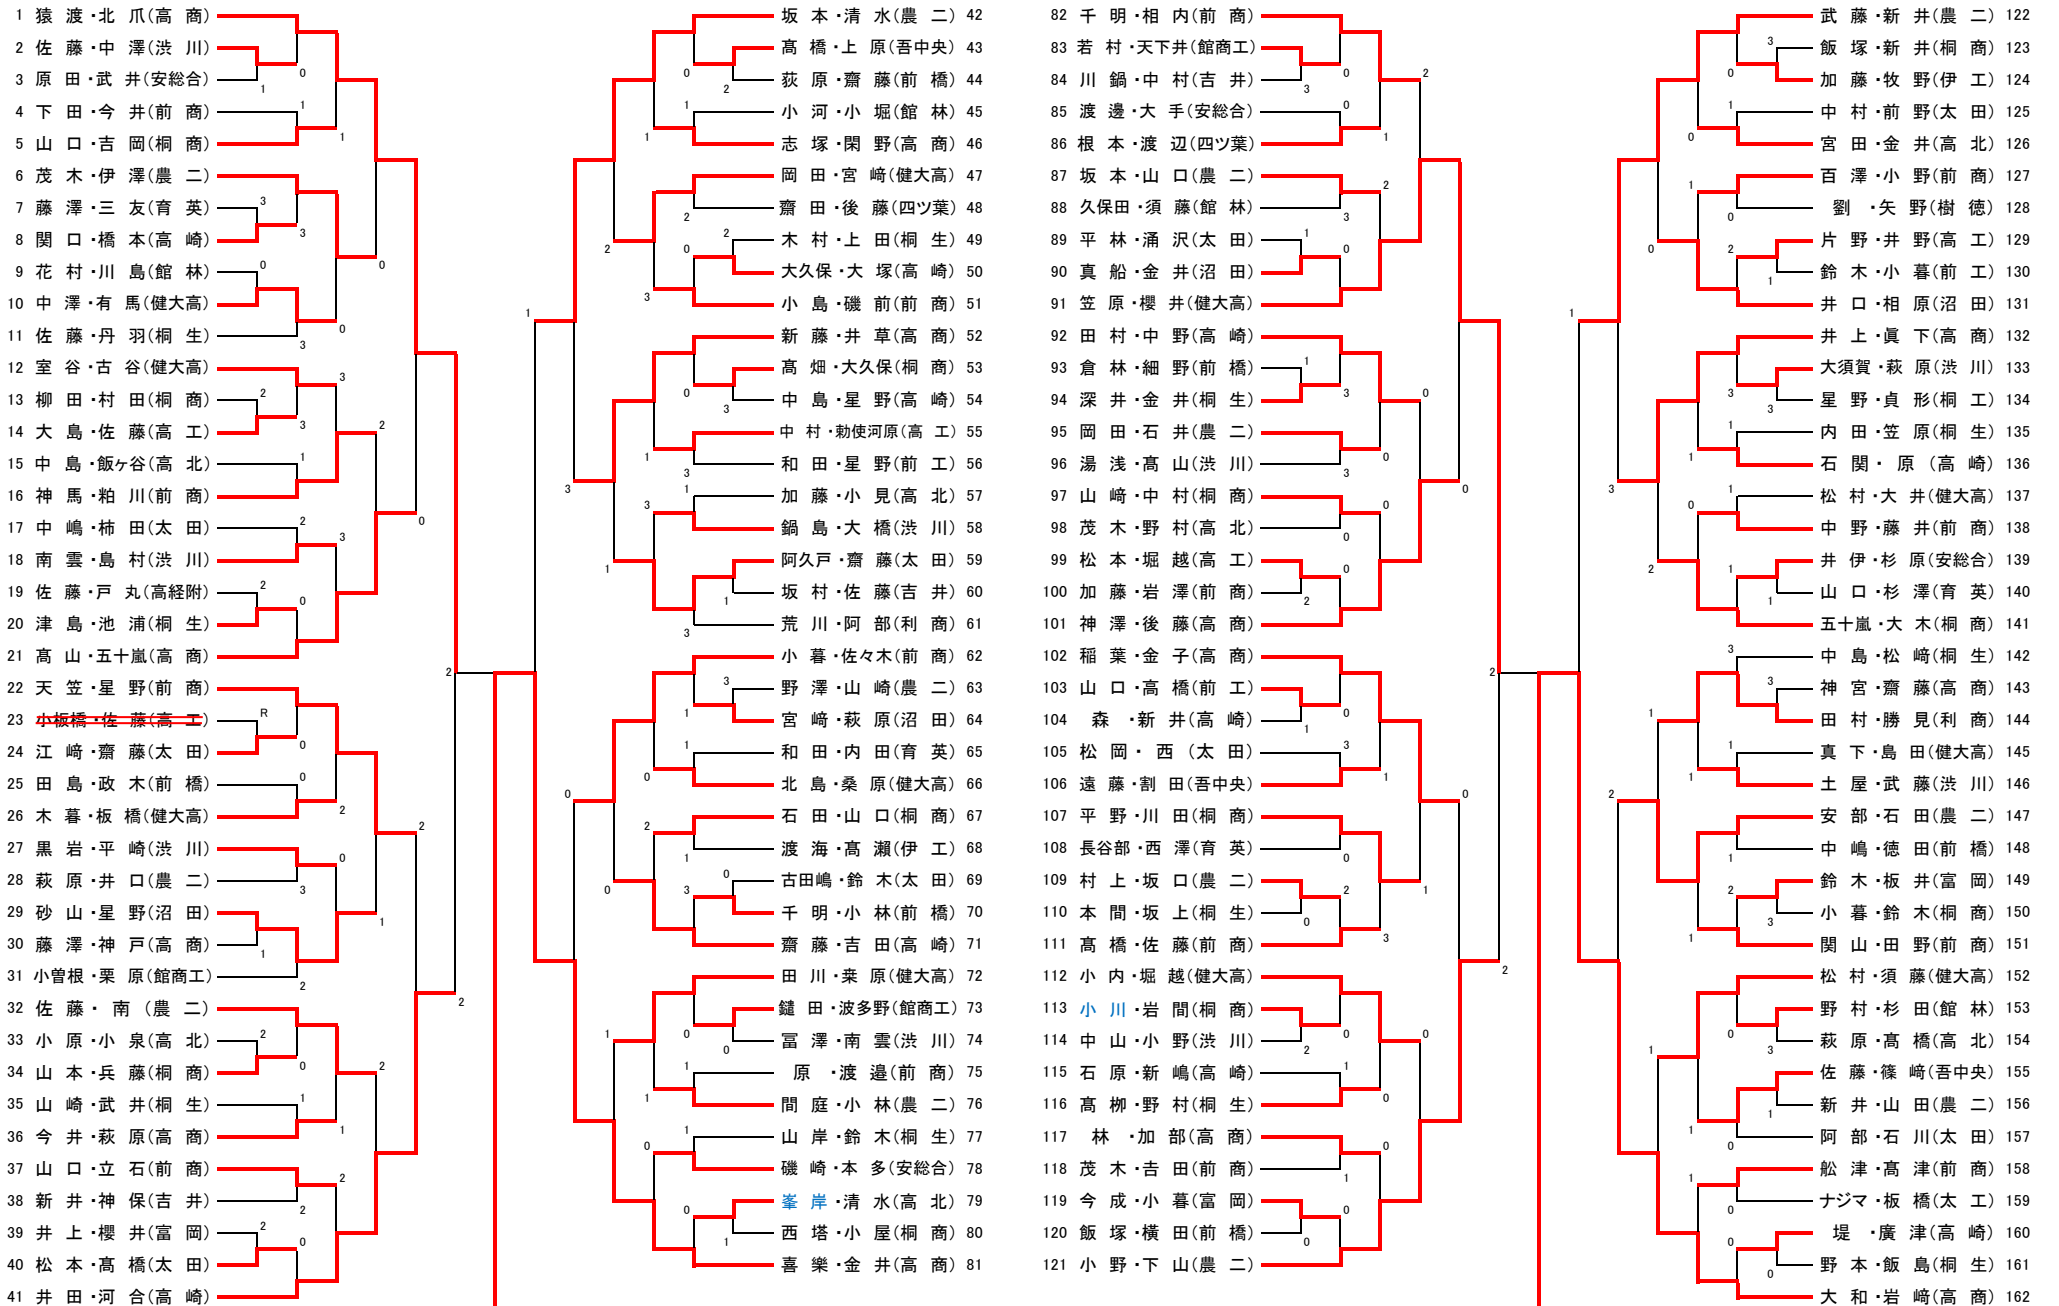 1 猿 渡・北 爪(高 商)
2 佐 藤・中 澤(渋 川)
3 原 田・武 井(安総合)
4 下 田・今 井(前 商)
5 山 口・吉 岡(桐 商)
6 茂 木・伊 澤(農 二)
7 藤 澤・三 友(育 英)
8 関 口・橋 本(高 崎)
9 花 村・川 島(館 林)
10 中 澤・有 馬(健大高)
11 佐 藤・丹 羽(桐 生)
12 室 谷・古 谷(健大高)
13 柳 田・村 田(桐 商)
14 大 島・佐 藤(高 工)
15 中 島・飯ヶ谷(高 北)
16 神 馬・粕 川(前 商)
17 中 嶋・柿 田(太 田)
18 南 雲・島 村(渋 川)
19 佐 藤・戸 丸(高経附)
20 津 島・池 浦(桐 生)
21 髙 山・五十嵐(高 商)
22 天 笠・星 野(前 商)
23 小板橋・佐 藤(高 工)
24 江 﨑・齋 藤(太 田)
25 田 島・政 木(前 橋)
26 木 暮・板 橋(健大高)
27 黒 岩・平 崎(渋 川)
28 萩 原・井 口(農 二)
29 砂 山・星 野(沼 田)
30 藤 澤・神 戸(高 商)
31 小曽根・栗 原(館商工)
32 佐 藤・ 南 (農 二)
33 小 原・小 泉(高 北)
34 山 本・兵 藤(桐 商)
35 山 崎・武 井(桐 生)
36 今 井・萩 原(高 商)
37 山 口・立 石(前 商)
38 新 井・神 保(吉 井)
39 井 上・櫻 井(富 岡)
40 松 本・髙 橋(太 田)
41 井 田・河 合(高 崎)
坂 本・清 水(農 二) 42
髙 橋・上 原(吾中央) 43
荻 原・齋 藤(前 橋) 44
小 河・小 堀(館 林) 45
志 塚・閑 野(高 商) 46
岡 田・宮 﨑(健大高) 47
齋 田・後 藤(四ツ葉) 48
木 村・上 田(桐 生) 49
大久保・大 塚(高 崎) 50
小 島・磯 前(前 商) 51
新 藤・井 草(高 商) 52
髙 畑・大久保(桐 商) 53
中 島・星 野(高 崎) 54
中 村・勅使河原(高 工) 55
和 田・星 野(前 工) 56
加 藤・小 見(高 北) 57
鍋 島・大 橋(渋 川) 58
阿久戸・齋 藤(太 田) 59
坂 村・佐 藤(吉 井) 60
荒 川・阿 部(利 商) 61
小 暮・佐々木(前 商) 62
野 澤・山 崎(農 二) 63
宮 﨑・萩 原(沼 田) 64
和 田・内 田(育 英) 65
北 島・桑 原(健大高) 66
石 田・山 口(桐 商) 67
渡 海・髙 瀨(伊 工) 68
古田嶋・鈴 木(太 田) 69
千 明・小 林(前 橋) 70
齋 藤・吉 田(高 崎) 71
田 川・桒 原(健大高) 72
鑓 田・波多野(館商工) 73
冨 澤・南 雲(渋 川) 74
原 ・渡 邉(前 商) 75
間 庭・小 林(農 二) 76
山 岸・鈴 木(桐 生) 77
磯 崎・本 多(安総合) 78
峯 岸・清 水(高 北) 79
西 塔・小 屋(桐 商) 80
喜 樂・金 井(高 商) 81
82 千 明・相 内(前 商)
83 若 村・天下井(館商工)
84 川 鍋・中 村(吉 井)
85 渡 邊・大 手(安総合)
86 根 本・渡 辺(四ツ葉)
87 坂 本・山 口(農 二)
88 久保田・須 藤(館 林)
89 平 林・涌 沢(太 田)
90 真 船・金 井(沼 田)
91 笠 原・櫻 井(健大高)
92 田 村・中 野(高 崎)
93 倉 林・細 野(前 橋)
94 深 井・金 井(桐 生)
95 岡 田・石 井(農 二)
96 湯 浅・髙 山(渋 川)
97 山 﨑・中 村(桐 商)
98 茂 木・野 村(高 北)
99 松 本・堀 越(高 工)
100 加 藤・岩 澤(前 商)
101 神 澤・後 藤(高 商)
102 稲 葉・金 子(高 商)
103 山 口・高 橋(前 工)
104 森 ・新 井(高 崎)
105 松 岡・ 西 (太 田)
106 遠 藤・割 田(吾中央)
107 平 野・川 田(桐 商)
108 長谷部・西 澤(育 英)
109 村 上・坂 口(農 二)
110 本 間・坂 上(桐 生)
111 髙 橋・佐 藤(前 商)
112 小 内・堀 越(健大高)
113 小 川・岩 間(桐 商)
114 中 山・小 野(渋 川)
115 石 原・新 嶋(高 崎)
116 髙 栁・野 村(桐 生)
117 林 ・加 部(高 商)
118 茂 木・𠮷 田(前 商)
119 今 成・小 暮(富 岡)
120 飯 塚・横 田(前 橋)
121 小 野・下 山(農 二)
武 藤・新 井(農 二) 122
飯 塚・新 井(桐 商) 123
加 藤・牧 野(伊 工) 124
中 村・前 野(太 田) 125
宮 田・金 井(高 北) 126
百 澤・小 野(前 商) 127
劉 ・矢 野(樹 徳) 128
片 野・井 野(高 工) 129
鈴 木・小 暮(前 工) 130
井 口・相 原(沼 田) 131
井 上・眞 下(高 商) 132
大須賀・萩 原(渋 川) 133
星 野・貞 形(桐 工) 134
内 田・笠 原(桐 生) 135
石 関・ 原 (高 崎) 136
松 村・大 井(健大高) 137
中 野・藤 井(前 商) 138
井 伊・杉 原(安総合) 139
山 口・杉 澤(育 英) 140
五十嵐・大 木(桐 商) 141
中 島・松 﨑(桐 生) 142
神 宮・齋 藤(高 工) 143
田 村・勝 見(利 商) 144
真 下・島 田(健大高) 145
土 屋・武 藤(渋 川) 146
安 部・石 田(農 二) 147
中 嶋・徳 田(前 橋) 148
鈴 木・板 井(富 岡) 149
小 暮・鈴 木(桐 商) 150
関 山・田 野(前 商) 151
松 村・須 藤(健大高) 152
野 村・杉 田(館 林) 153
萩 原・髙 橋(高 北) 154
佐 藤・篠 﨑(吾中央) 155
新 井・山 田(農 二) 156
阿 部・石 川(太 田) 157
舩 津・髙 津(前 商) 158
ナジマ・板 橋(太 工) 159
堤 ・廣 津(高 崎) 160
野 本・飯 島(桐 生) 161
大 和・岩 﨑(高 商) 162